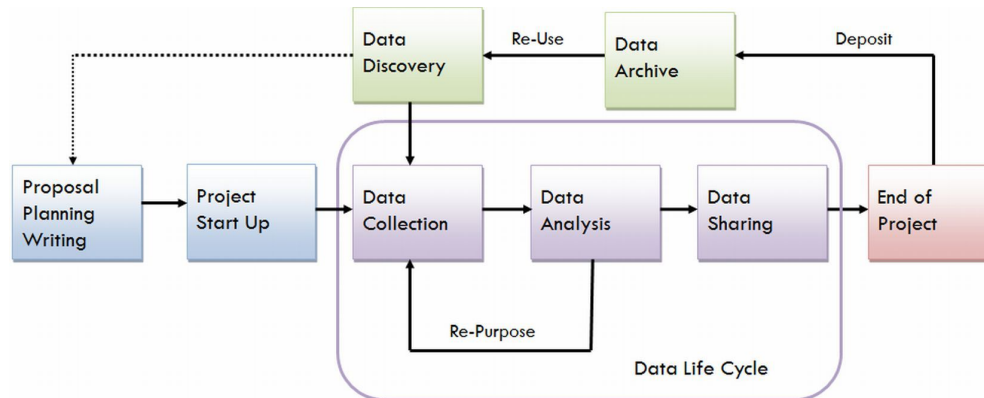 Data
Discovery
Re-Use
Data
Archive
Deposit
Proposal
Planning
Writing
Project
Start Up
Data
Collection
Data
Analysis
Data
Sharing
End of
Project
Re-Purpose
Data Life Cycle